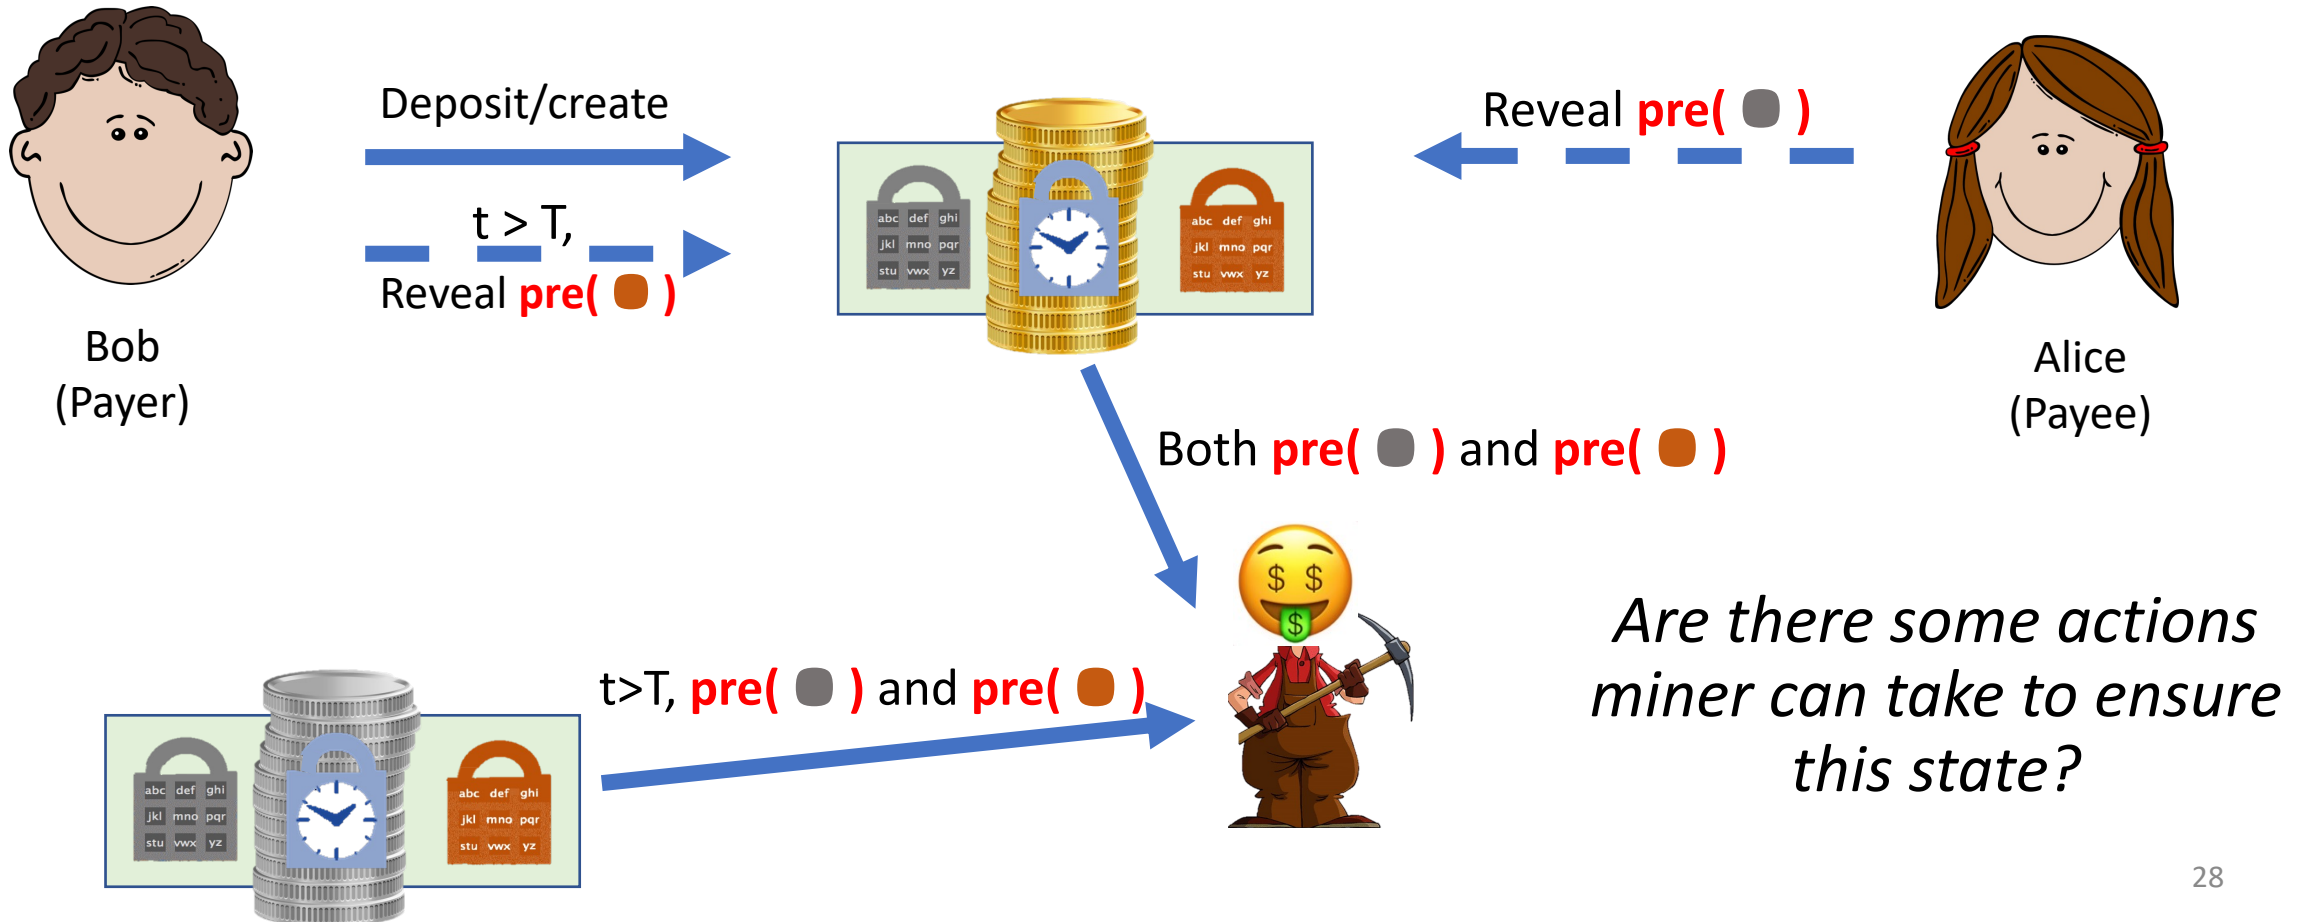 Deposit/create
t > T,
Reveal pre( )
Bob
(Payer)
abc def ghi
jkl mno pqr
stu vwx yz
abc def ghi
jkl mno pqr
stu vwx yz
Reveal pre( )
Alice
(Payee)
Both pre( ) and pre( )
$ $
$
t>T, pre( ) and pre( )
abc def ghi
jkl mno pqr
stu vwx yz
abc def ghi
jkl mno pqr
stu vwx yz
Are there some actions
miner can take to ensure
this state?
28